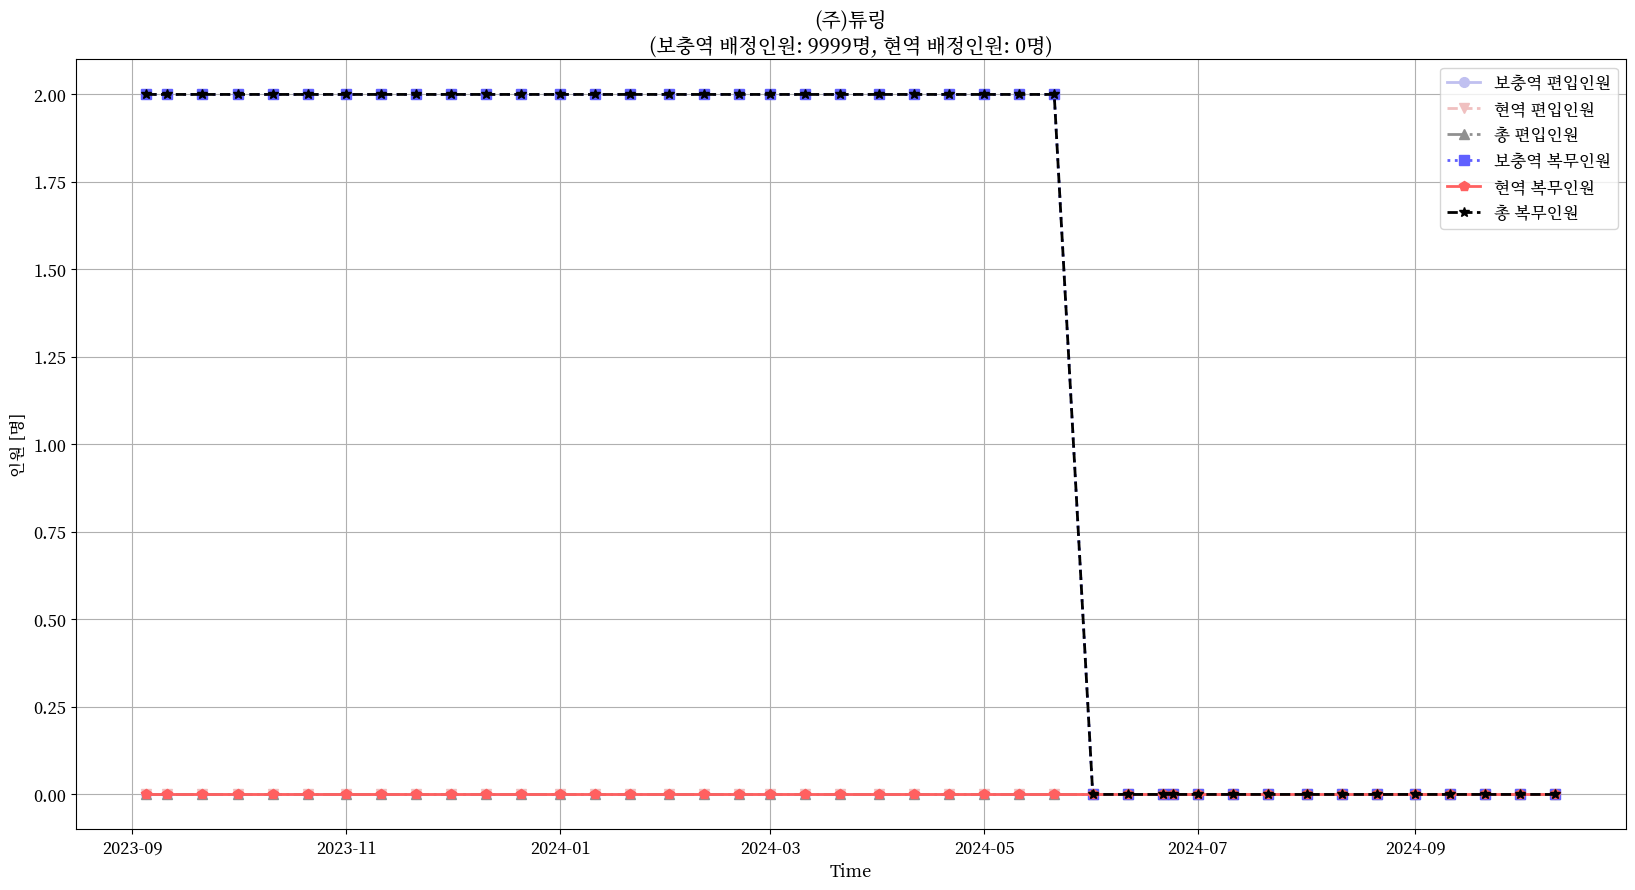 (주)튜링
(보충역 배정인원: 9999명, 현역 배정인원: 0명)
보충역 편입인원
현역 편입인원
총 편입인원
보충역 복무인원
현역 복무인원
총 복무인원
인원 [명]
2.00
1.75
1.50
1.25
1.00
0.75
0.50
0.25
0.00
2023-09 2023-11 2024-01 2024-03 2024-05 2024-07 2024-09
Time